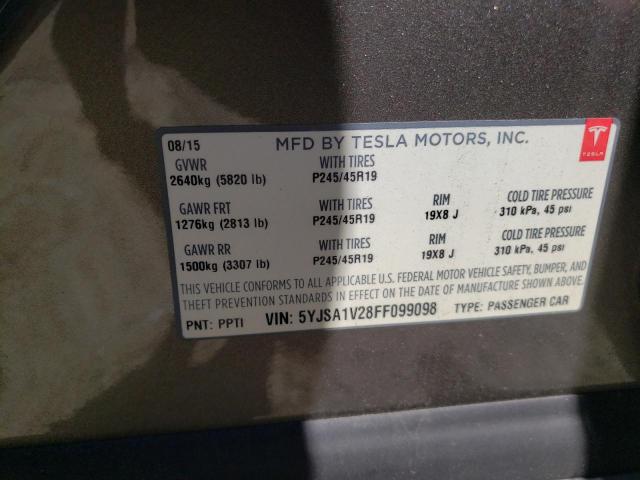 08/15 MFD BY TESLA MOTORS, INC. TESLA
GVWR WITH TIRES
2640kg (5820 lb) P245/45R19
GAWR FRT WITH TIRES RIM COLD TIRE PRESSURE
1276kg (2813 lb) P245/45R19 19X8 J 310 kPa, 45 psi
GAWR RR WITH TIRES RIM COLD TIRE PRESSURE
1500kg (3307 lb) P245/45R19 19X8 J 310 kPa, 45 psi
THIS VEHICLE CONFORMS TO ALL APPLICABLE U.S. FEDERAL MOTOR VEHICLE SAFETY, BUMPER, AND
THEFT PREVENTION STANDARDS IN EFFECT ON THE DATE OF MANUFACTURE SHOWN ABOVE.
PNT: PPTI VIN: 5YJSA1V28FF099098 TYPE: PASSENGER CAR